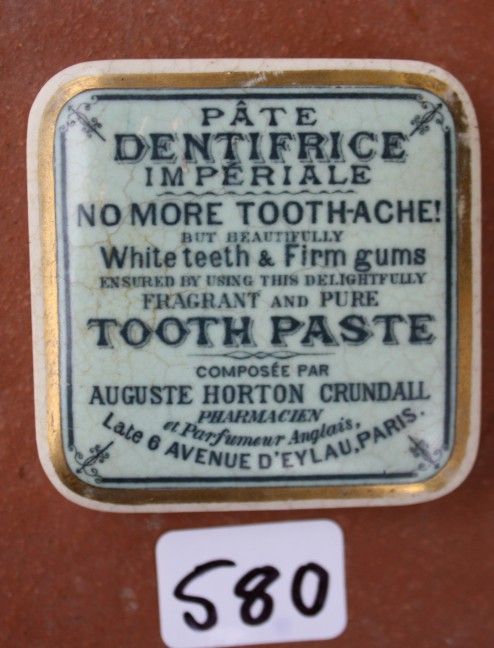 PÂTE
DENTIFRICE
IMPÉRIALE
NO MORE TOOTH-ACHE!
BUT BEAUTIFULLY
White teeth & Firm gums
ENSURED BY USING THIS DELIGHTFULLY
FRAGRANT AND PURE
TOOTH PASTE
COMPOSÉE PAR
AUGUSTE HORTON CRUNDALL
PHARMACIEN
et Parfumeur Anglais,
Late 6 AVENUE D'EYLAU, PARIS.
580